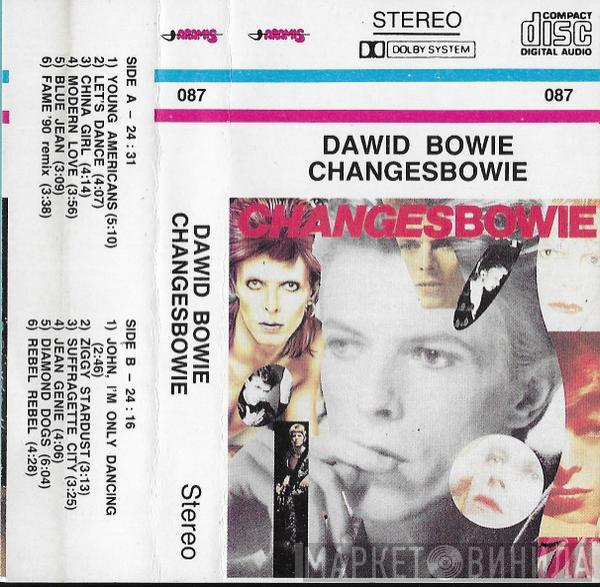 SIDE A - 24 : 31
1) YOUNG AMERICANS (5:10)
2) LET'S DANCE (4:07)
3) CHINA GIRL (4:14)
4) MODERN LOVE (3:56)
5) BLUE JEAN (3:09)
6) FAME '90 remix (3:38)
SIDE B - 24 : 16
1) JOHN, I'M ONLY DANCING
(2:46)
2) ZIGGY STARDUST (3:13)
3) SUFFRAGETTE CITY (3:25)
4) JEAN GENIE (4:06)
5) DIAMOND DOGS (6:04)
6) REBEL REBEL (4:28)
ARAMIS
087
DAWID BOWIE
CHANGESBOWIE
Stereo
ARAMIS
STEREO
DOLBY SYSTEM
COMPACT
disc
DIGITAL AUDIO
087
DAWID BOWIE
CHANGESBOWIE
CHANGESBOWIE
МАРКЕТ ВИНИЛА